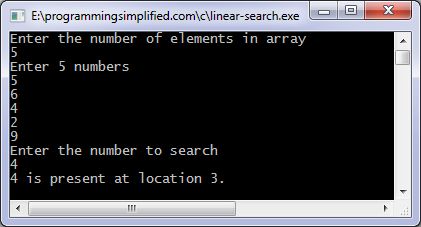 E:\programmingsimplified.com\c\linear-search.exe
Enter the number of elements in array
5
Enter 5 numbers
5
6
4
2
9
Enter the number to search
4
4 is present at location 3.